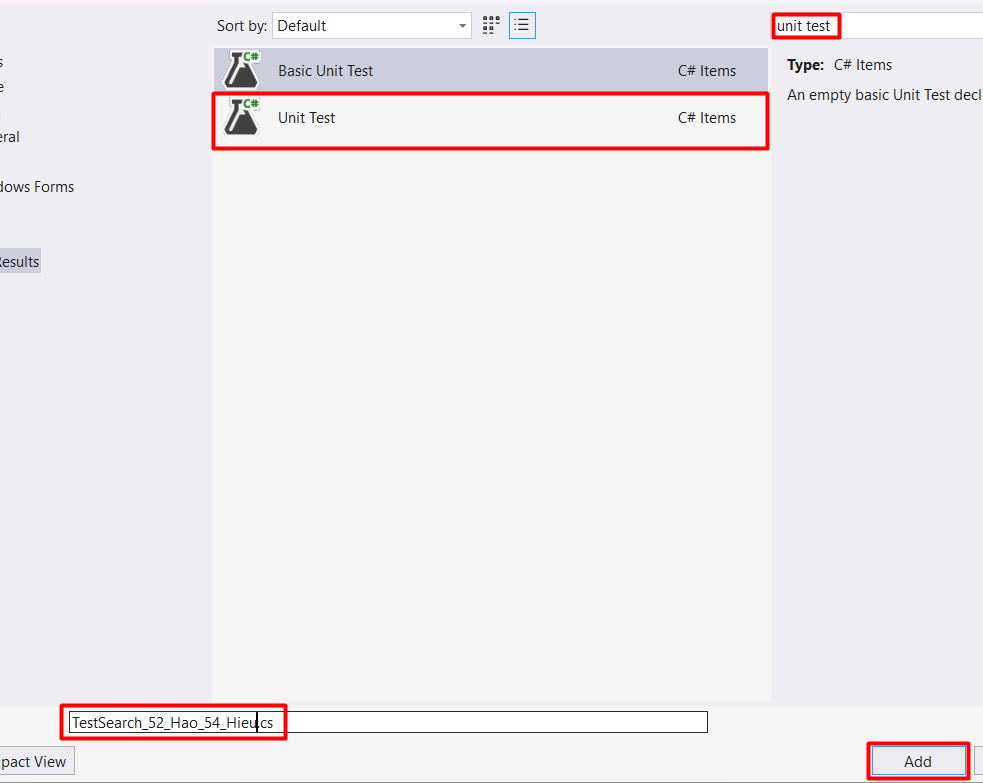 Sort by: Default
unit test
s
e
eral
dows Forms
Results
C#
Basic Unit Test
C# Items
C#
Unit Test
C# Items
Type: C# Items
An empty basic Unit Test decl
TestSearch_52_Hao_54_Hieu.cs
pact View
Add